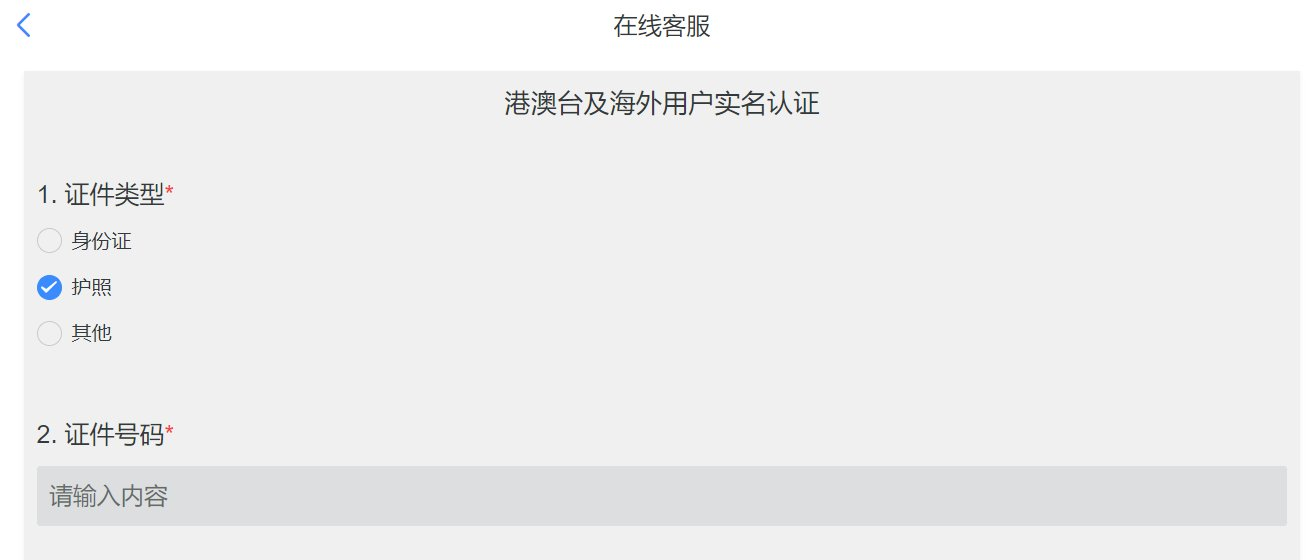 在线客服
港澳台及海外用户实名认证
1. 证件类型*
身份证
护照
其他
2. 证件号码*
请输入内容